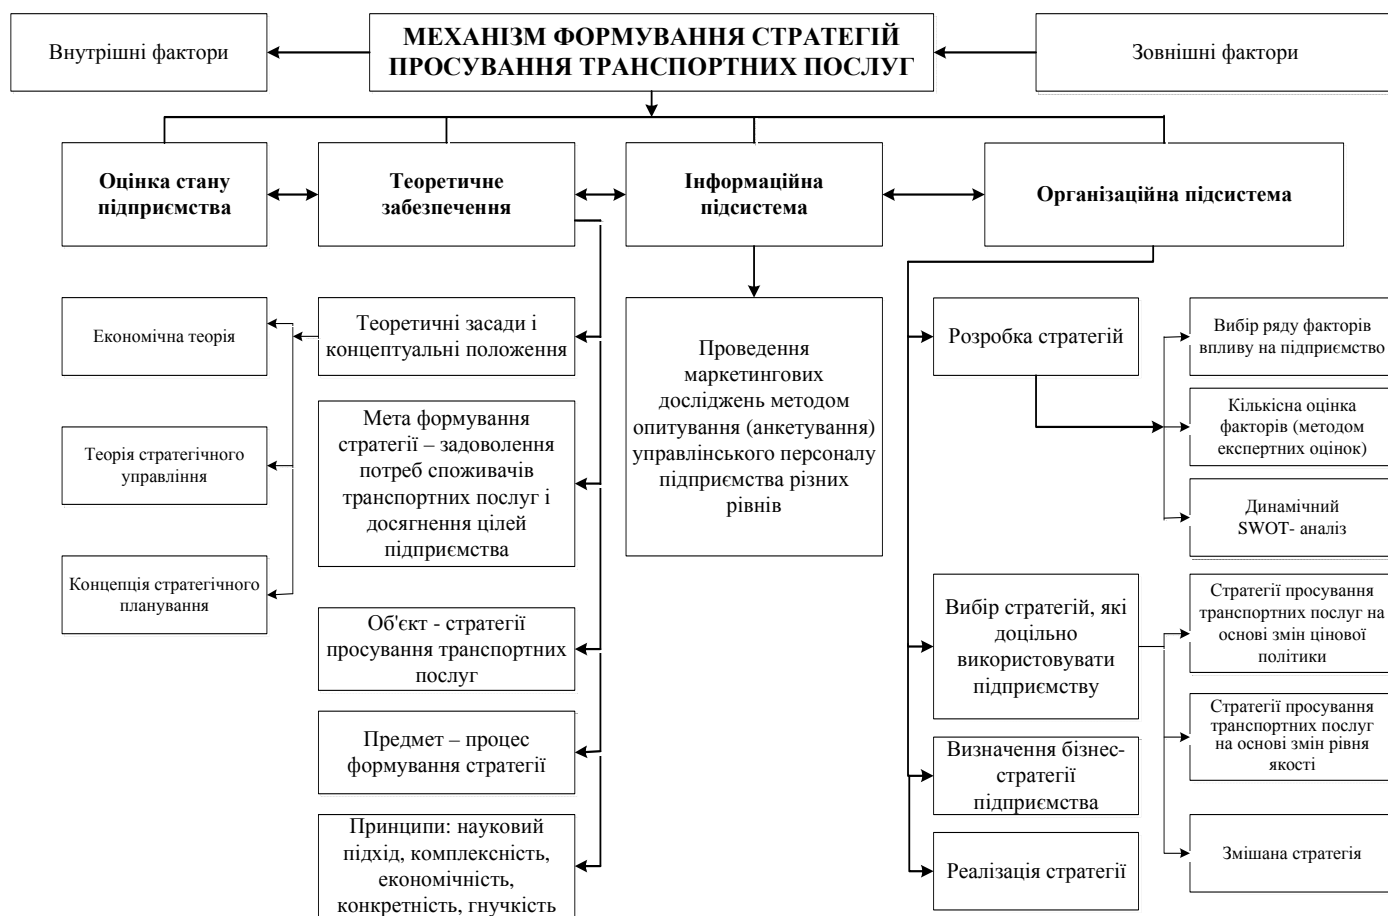 Внутрішні фактори
МЕХАНІЗМ ФОРМУВАННЯ СТРАТЕГІЙ
ПРОСУВАННЯ ТРАНСПОРТНИХ ПОСЛУГ
Зовнішні фактори
Оцінка стану
підприємства
Теоретичне
забезпечення
Інформаційна
підсистема
Організаційна підсистема
Економічна теорія
Теорія стратегічного
управління
Концепція стратегічного
планування
Теоретичні засади і
концептуальні положення
Мета формування
стратегії – задоволення
потреб споживачів
транспортних послуг і
досягнення цілей
підприємства
Об'єкт - стратегії
просування транспортних
послуг
Предмет – процес
формування стратегії
Принципи: науковий
підхід, комплексність,
економічність,
конкретність, гнучкість
Проведення
маркетингових
досліджень методом
опитування (анкетування)
управлінського персоналу
підприємства різних
рівнів
Розробка стратегій
Вибір стратегій, які
доцільно
використовувати
підприємству
Визначення бізнес-
стратегії
підприємства
Реалізація стратегії
Вибір ряду факторів
впливу на підприємство
Кількісна оцінка
факторів (методом
експертних оцінок)
Динамічний
SWOT- аналіз
Стратегії просування
транспортних послуг на
основі змін цінової
політики
Стратегії просування
транспортних послуг
на основі змін рівня
якості
Змішана стратегія